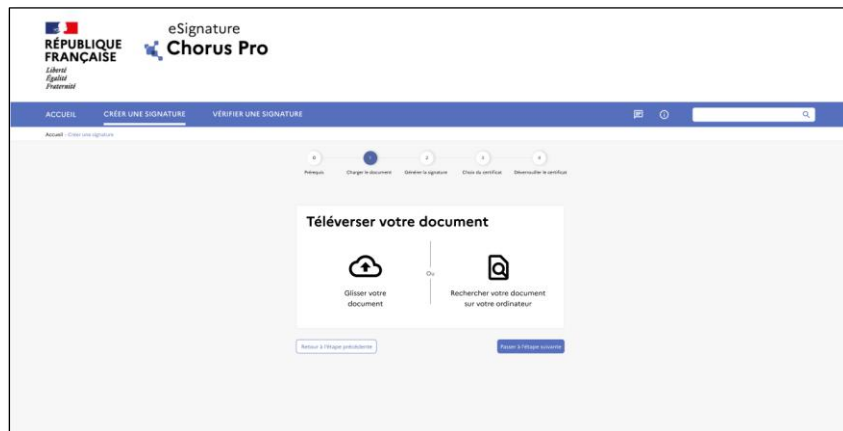 RÉPUBLIQUE
FRANÇAISE
Liberté
Égalité
Fraternité
eSignature
Chorus Pro
ACCUEIL CRÉER UNE SIGNATURE VÉRIFIER UNE SIGNATURE
Accueil - Créer une signature
0 1 2 3 4
Prérequis Charger le document Générer la signature Choix du certificat Déverrouiller le certificat
Téléverser votre document
Ou
Glisser votre
document
Rechercher votre document
sur votre ordinateur
Retour à l'étape précédente Passer à l'étape suivante